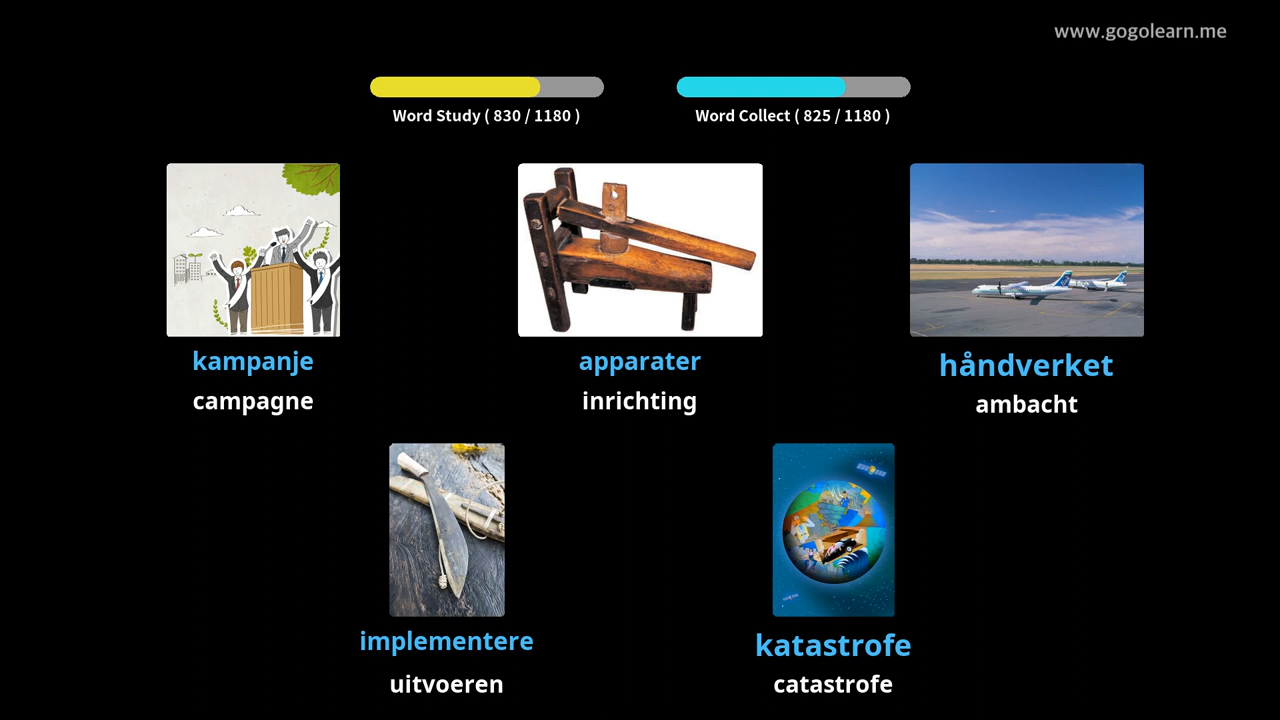 www.gogolearn.me
Word Study ( 830 / 1180 )
Word Collect ( 825 / 1180 )
kampanje
campagne
apparater
inrichting
håndverket
ambacht
implementere
uitvoeren
katastrofe
catastrofe